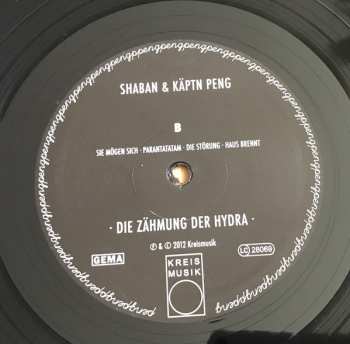 SHABAN & KÄPTN PENG
B
SIE MÖGEN SICH · PARANTATATAM · DIE STÖRUNG · HAUS BRENNT
· DIE ZÄHMUNG DER HYDRA ·
℗ & © 2012 Kreismusik
GEMA
KREIS
MUSIK
LC 28069
pengpengpengpengpengpengpengpengpengpengpengpeng